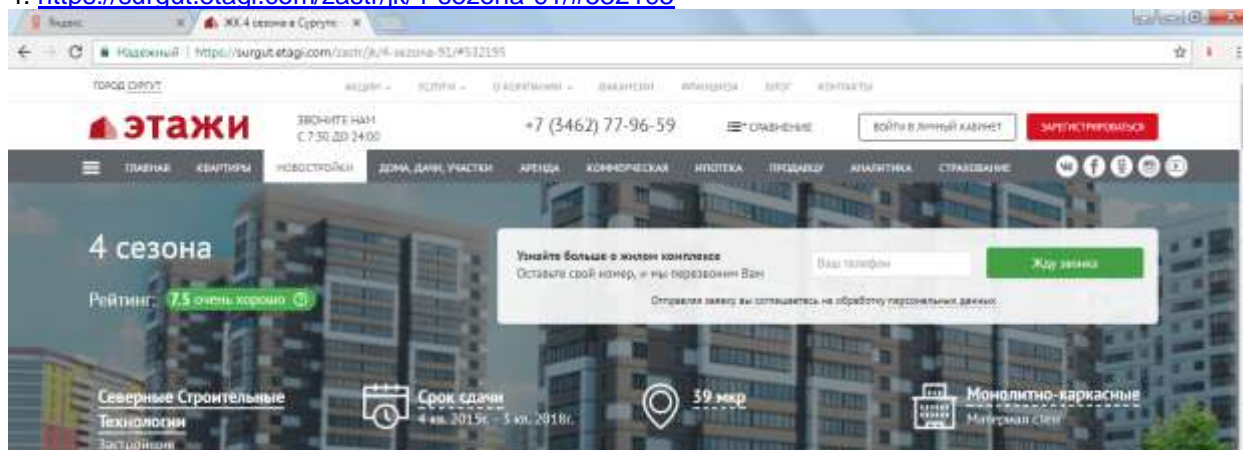 https://surgut.etagi.com/zastr/jk/4-sezona-91/#532195
Яндекс
ЖК 4 сезона в Сургуте
Надежный | https://surgut.etagi.com/zastr/jk/4-sezona-91/#532195
ГОРОД СУРГУТ
АКЦИИ УСЛУГИ О КОМПАНИИ ВАКАНСИИ ФРАНШИЗА БЛОГ КОНТАКТЫ
этажи
ЗВОНИТЕ НАМ
С 7:30 ДО 24:00
+7 (3462) 77-96-59
СРАВНЕНИЕ
ВОЙТИ В ЛИЧНЫЙ КАБИНЕТ
ЗАРЕГИСТРИРОВАТЬСЯ
ГЛАВНАЯ КВАРТИРЫ НОВОСТРОЙКИ ДОМА, ДАЧИ, УЧАСТКИ АРЕНДА КОММЕРЧЕСКАЯ ИПОТЕКА ПРОДАВЦУ АНАЛИТИКА СТРАХОВАНИЕ
4 сезона
Рейтинг: 7.5 очень хорошо
Узнайте больше о жилом комплексе
Оставьте свой номер, и мы перезвоним Вам
Ваш телефон
Жду звонка
Отправляя заявку вы соглашаетесь на обработку персональных данных
Северные Строительные
Технологии
Застройщик
Срок сдачи
4 кв. 2015г. - 3 кв. 2018г.
39 мкр
Монолитно-каркасные
Материал стен